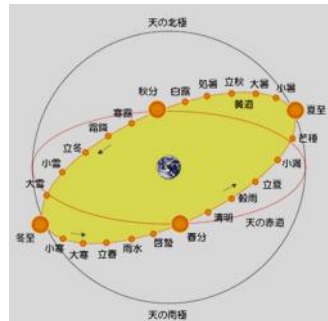 天の北極
秋分
白露
処暑
立秋
大暑
小暑
夏至
黄道
寒露
霜降
立冬
小雪
大雪
冬至
芒種
小満
立夏
穀雨
清明
天の赤道
春分
啓蟄
雨水
立春
大寒
小寒
天の南極